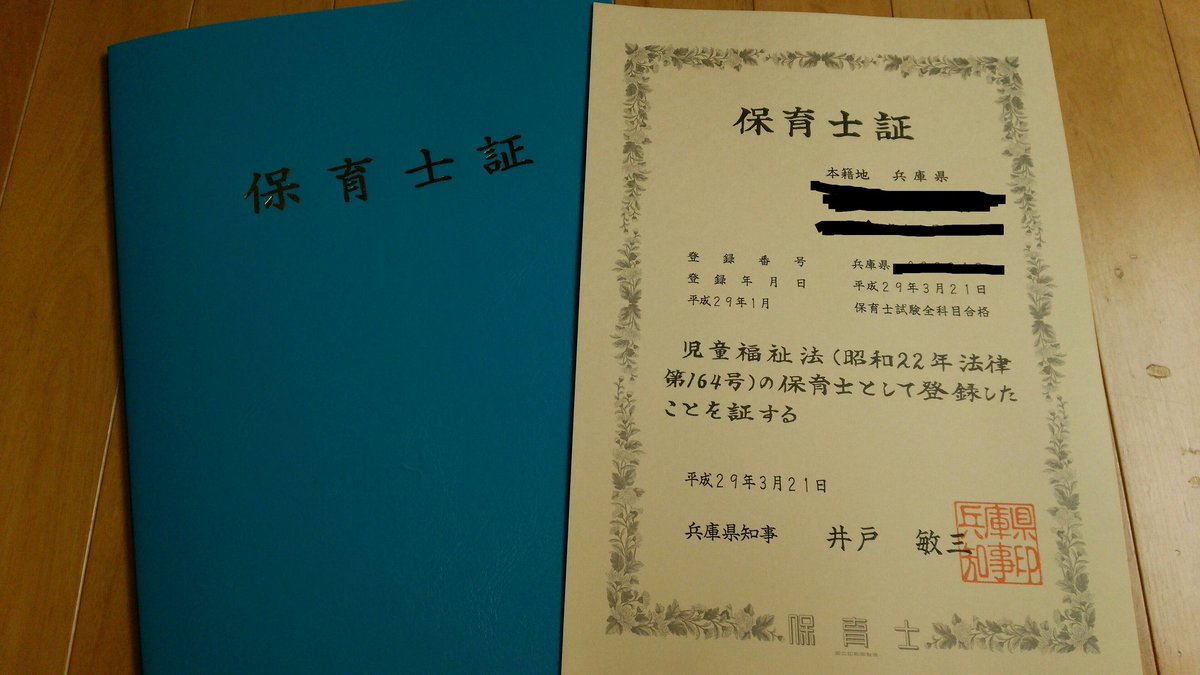 保育士証
保育士証
本籍地 兵庫県
登録番号 兵庫県
登録年月日 平成29年3月21日
平成29年1月 保育士試験全科目合格
児童福祉法(昭和22年法律
第164号)の保育士として登録した
ことを証する
平成29年3月21日
兵庫県知事 井戸 敏三
兵庫県
知事印
保育士